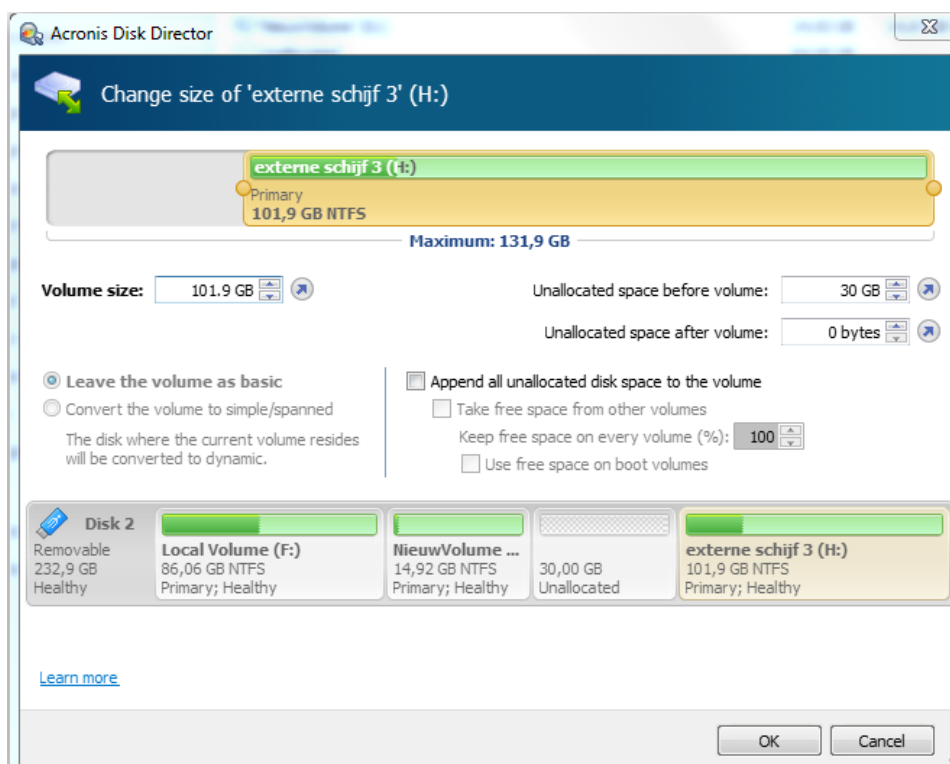 Acronis Disk Director
Change size of 'externe schijf 3' (H:)
externe schijf 3 (H:)
Primary
101,9 GB NTFS
Maximum: 131,9 GB
Volume size: 101.9 GB
Unallocated space before volume: 30 GB
Unallocated space after volume: 0 bytes
Leave the volume as basic
Convert the volume to simple/spanned
The disk where the current volume resides
will be converted to dynamic.
Append all unallocated disk space to the volume
Take free space from other volumes
Keep free space on every volume (%): 100
Use free space on boot volumes
Disk 2
Removable
232,9 GB
Healthy
Local Volume (F:)
86,06 GB NTFS
Primary; Healthy
NieuwVolume ...
14,92 GB NTFS
Primary; Healthy
30,00 GB
Unallocated
externe schijf 3 (H:)
101,9 GB NTFS
Primary; Healthy
Learn more
OK
Cancel